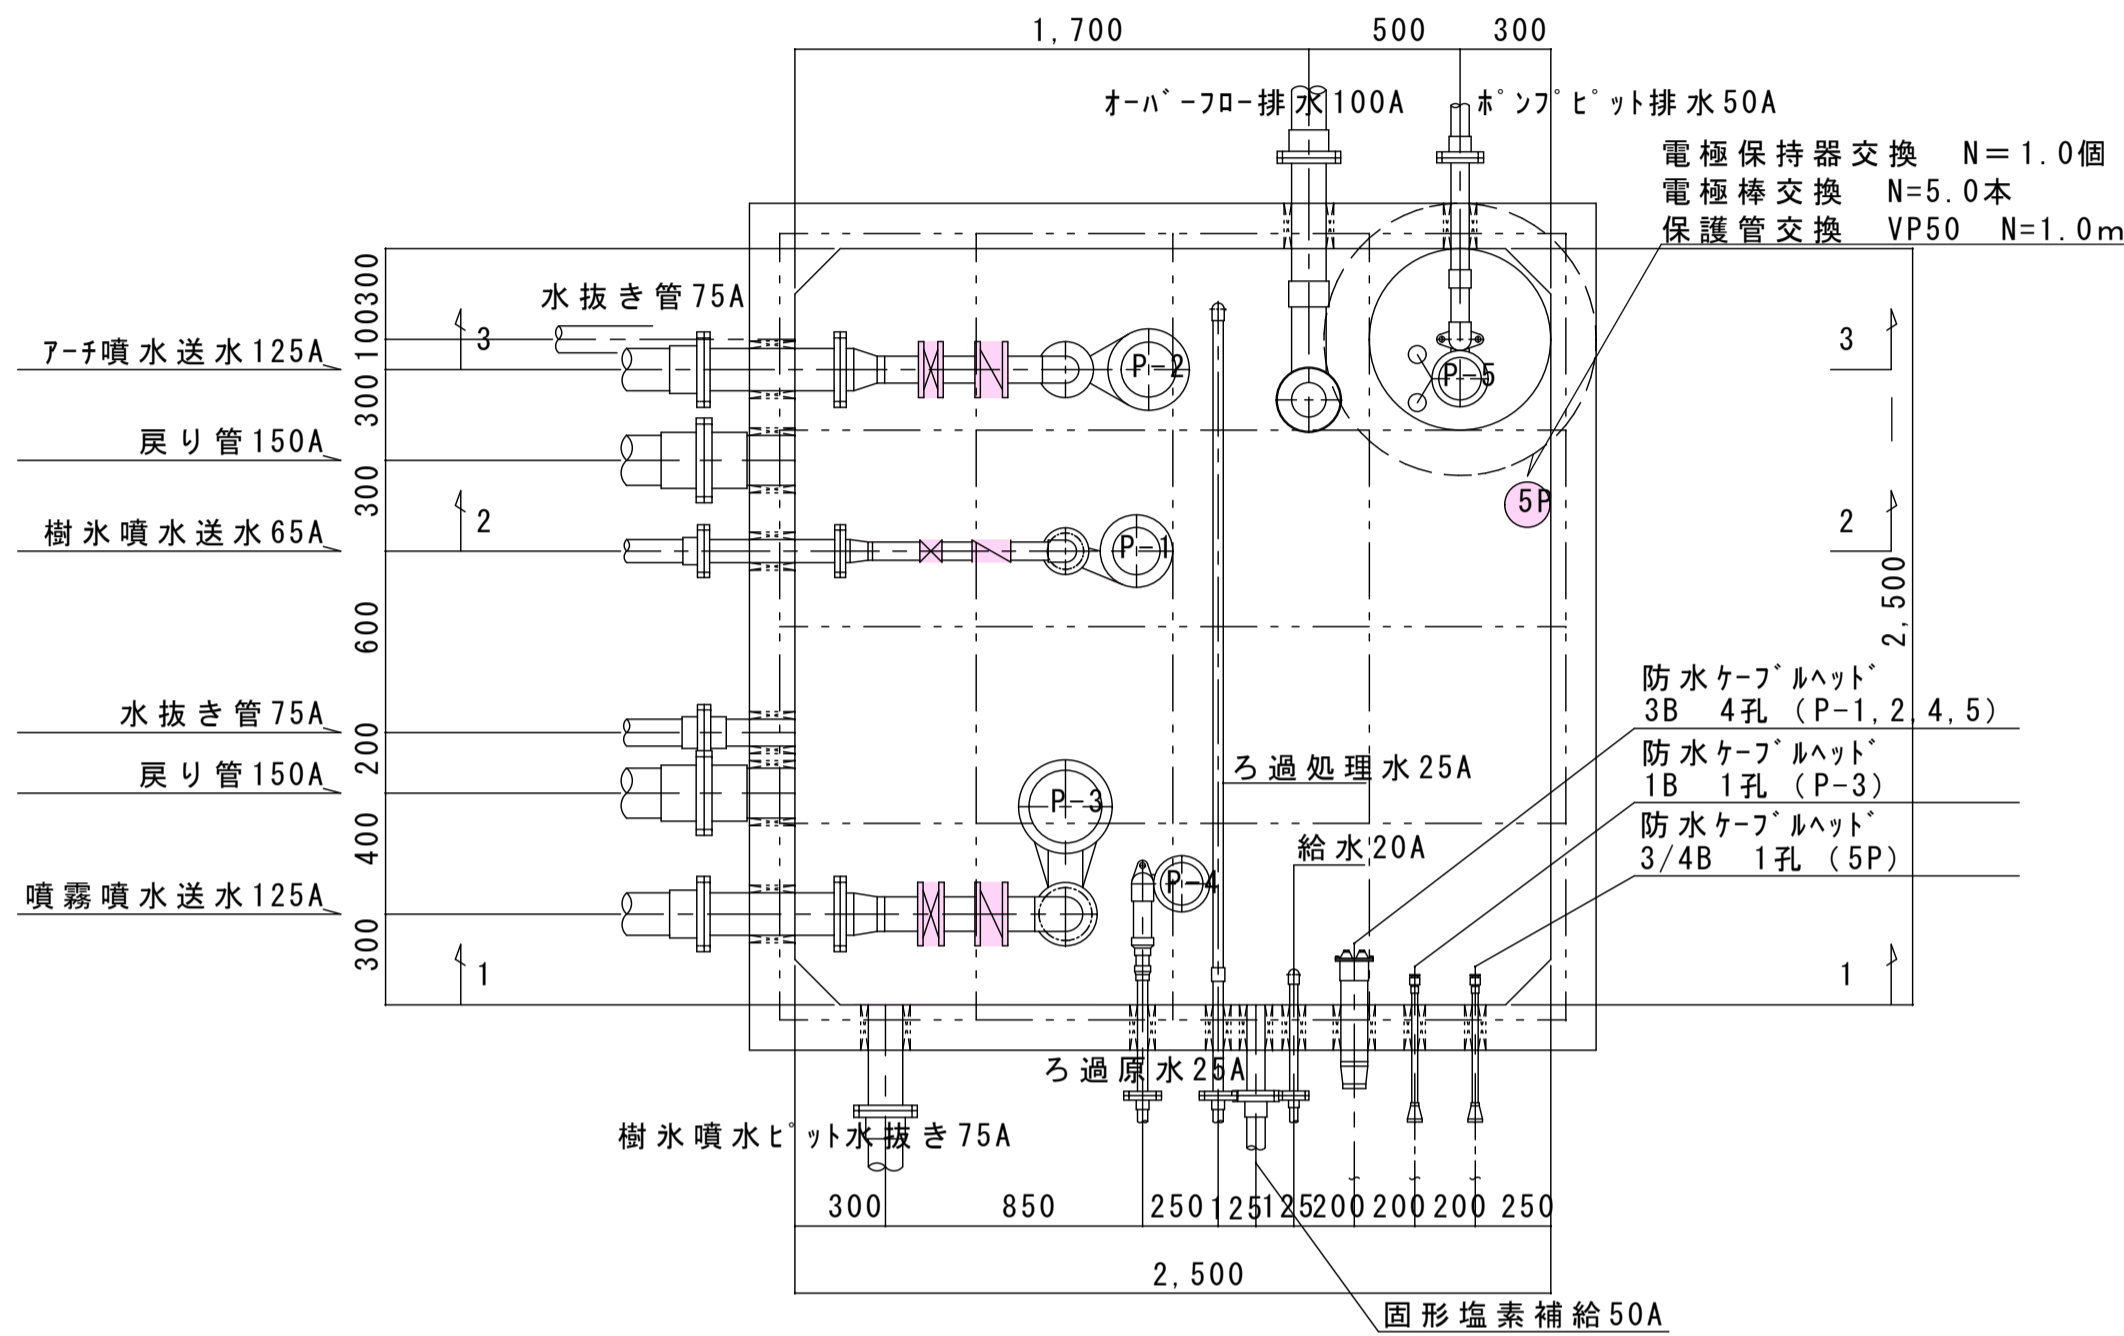 1,700
500
300
オーバーフロー排水100A
ポンプピット排水50A
電極保持器交換　N＝1.0個
電極棒交換　N=5.0本
保護管交換　VP50　N=1.0m
水抜き管75A
アーチ噴水送水125A
戻り管150A
樹氷噴水送水65A
水抜き管75A
戻り管150A
噴霧噴水送水125A
300
100
300
300
600
200
400
300
3
2
1
P-2
P-5
P-1
5P
P-3
P-4
3
2
1
2,500
ろ過処理水25A
給水20A
防水ケーブルヘッド
3B　4孔（P-1,2,4,5）
防水ケーブルヘッド
1B　1孔（P-3）
防水ケーブルヘッド
3/4B　1孔（5P）
ろ過原水25A
樹氷噴水ピット水抜き75A
300
850
250
125
125
200
200
200
250
2,500
固形塩素補給50A